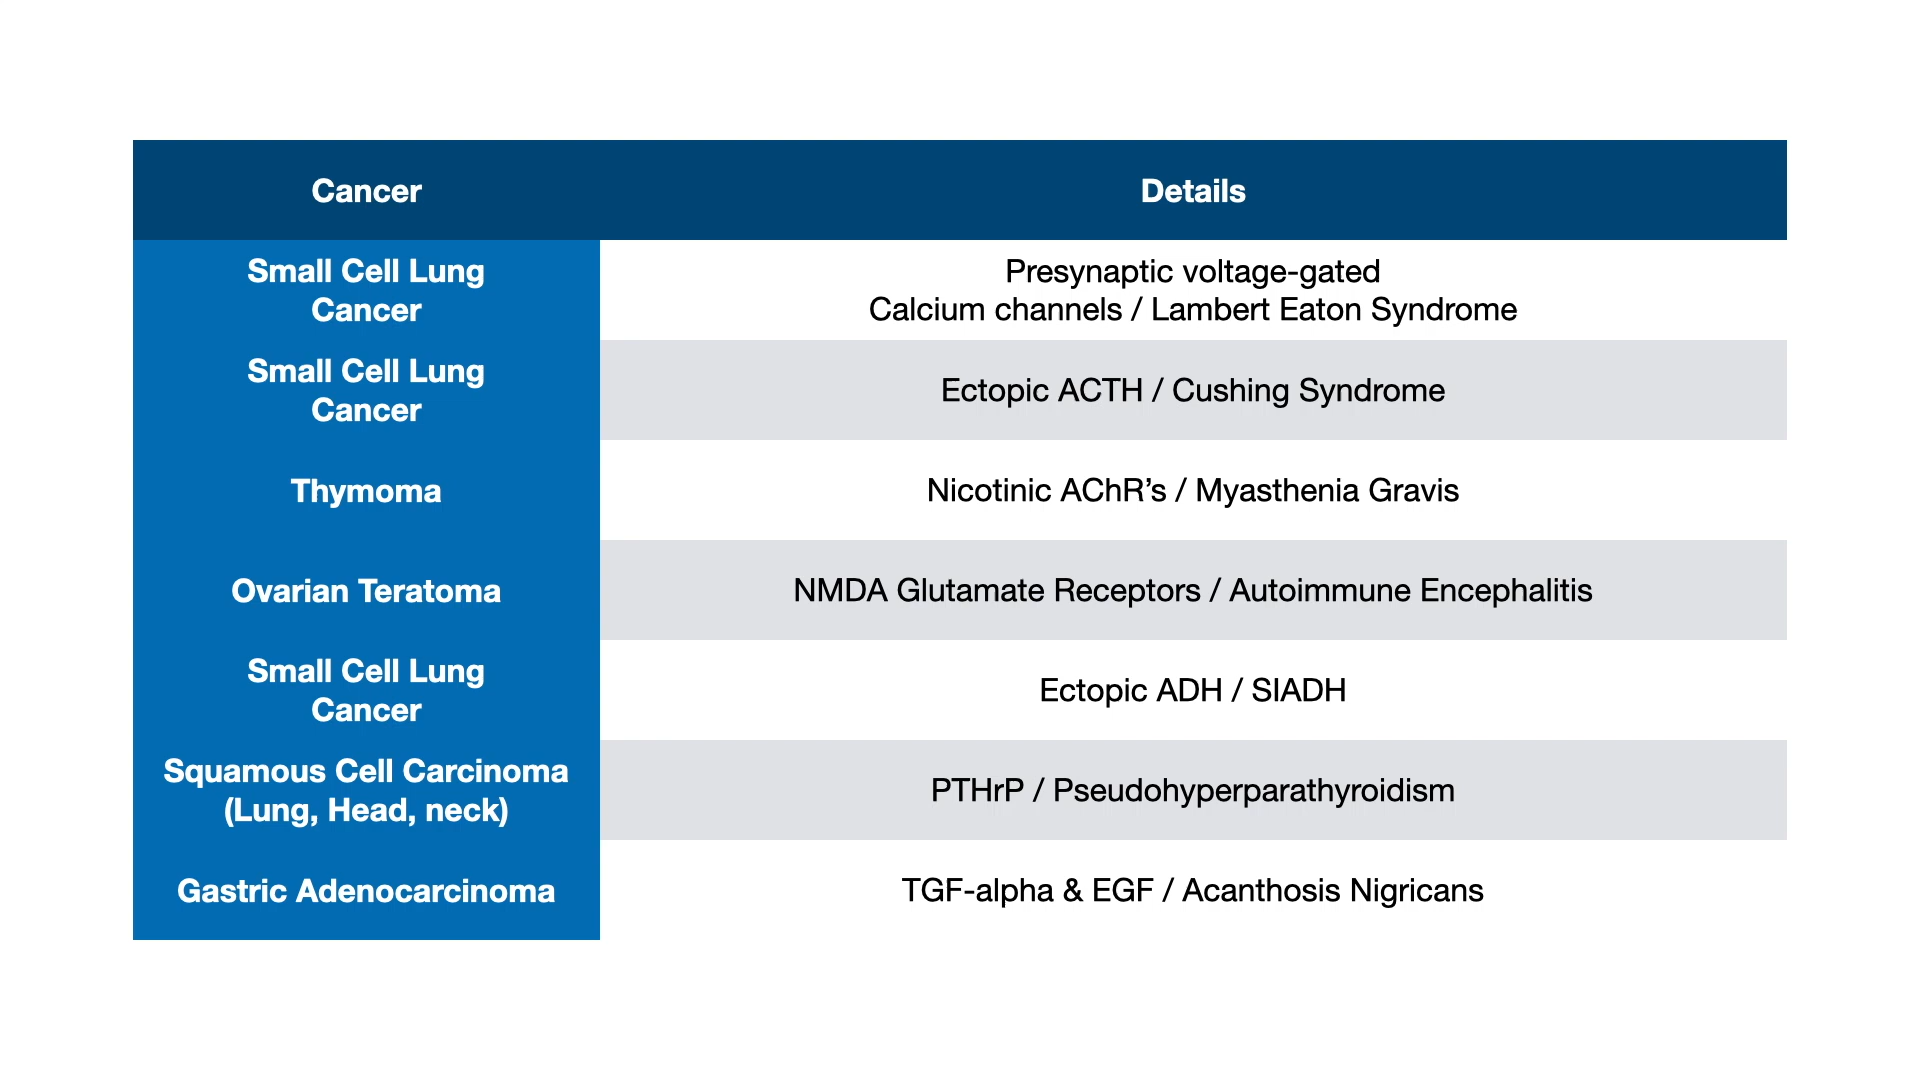 Cancer
Details
Small Cell Lung
Cancer
Presynaptic voltage-gated
Calcium channels / Lambert Eaton Syndrome
Small Cell Lung
Cancer
Ectopic ACTH / Cushing Syndrome
Thymoma
Nicotinic AChR’s / Myasthenia Gravis
Ovarian Teratoma
NMDA Glutamate Receptors / Autoimmune Encephalitis
Small Cell Lung
Cancer
Ectopic ADH / SIADH
Squamous Cell Carcinoma
(Lung, Head, neck)
PTHrP / Pseudohyperparathyroidism
Gastric Adenocarcinoma
TGF-alpha & EGF / Acanthosis Nigricans